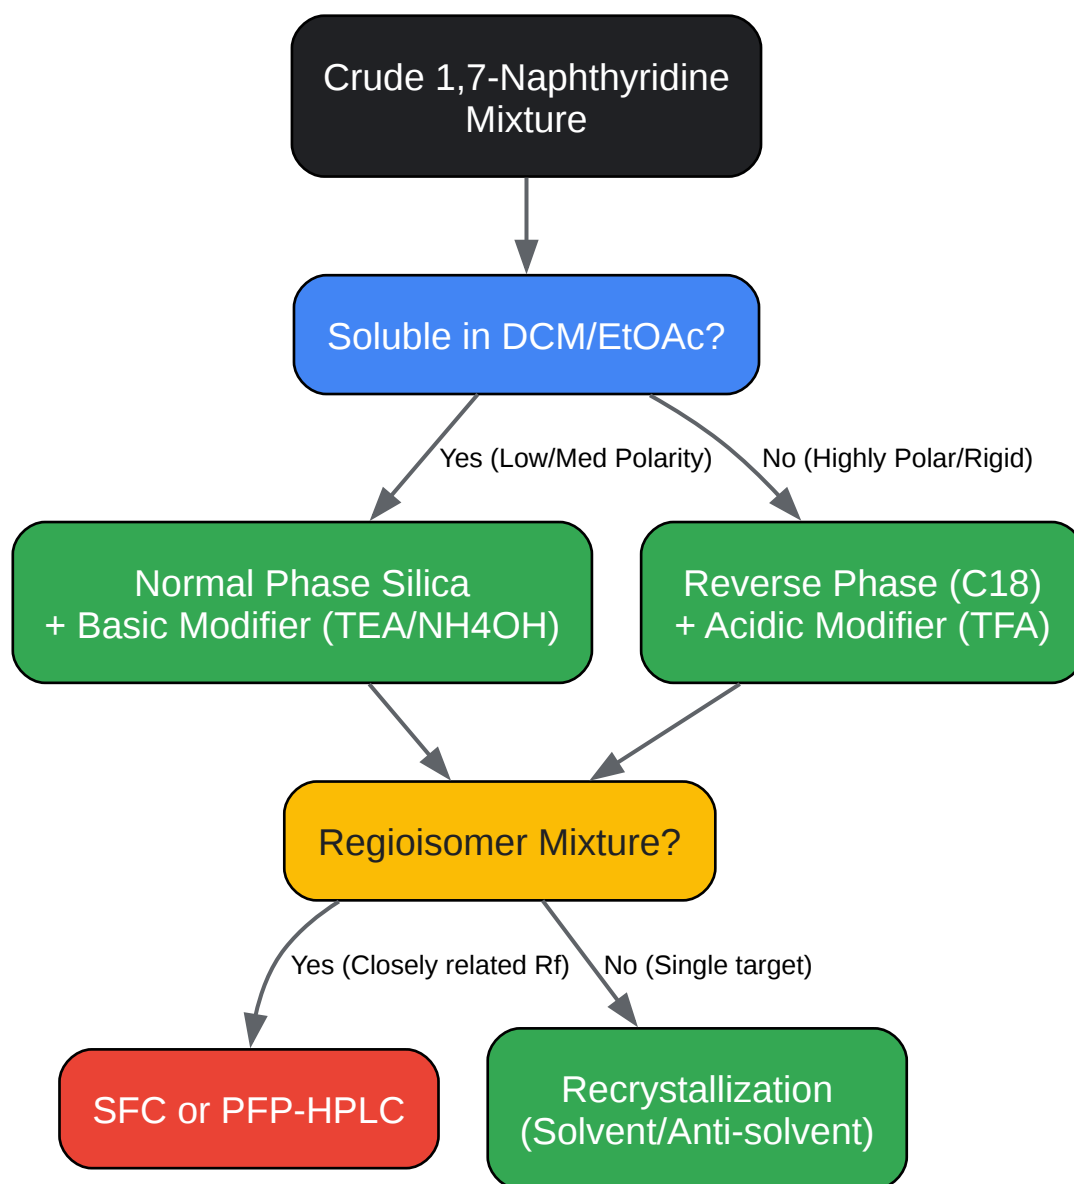 Crude 1,7-Naphthyridine
Mixture
Soluble in DCM/EtOAc?
Yes (Low/Med Polarity)
No (Highly Polar/Rigid)
Normal Phase Silica
+ Basic Modifier (TEA/NH4OH)
Reverse Phase (C18)
+ Acidic Modifier (TFA)
Regioisomer Mixture?
Yes (Closely related Rf)
No (Single target)
SFC or PFP-HPLC
Recrystallization
(Solvent/Anti-solvent)